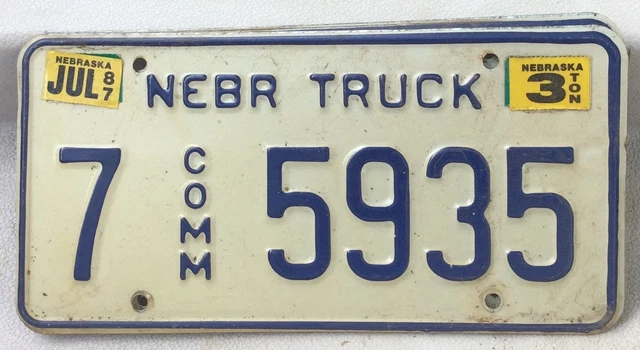 NEBRASKA
JUL 87
NEBR TRUCK
NEBRASKA
3 TON
7 COMM 5935